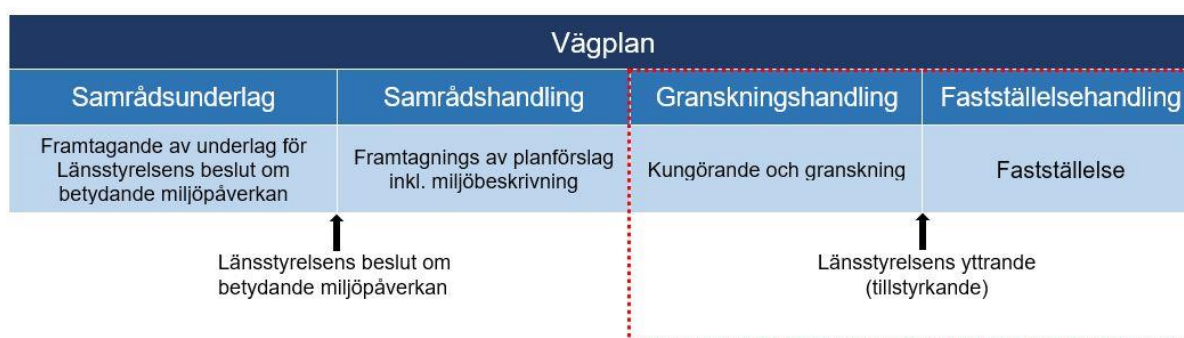 Vägplan
Samrådsunderlag
Samrådshandling
Granskningshandling
Fastställelsehandling
Framtagande av underlag för
Länsstyrelsens beslut om
betydande miljöpåverkan
Framtagnings av planförslag
inkl. miljöbeskrivning
Kungörande och granskning
Fastställelse
Länsstyrelsens beslut om
betydande miljöpåverkan
Länsstyrelsens yttrande
(tillstyrkande)